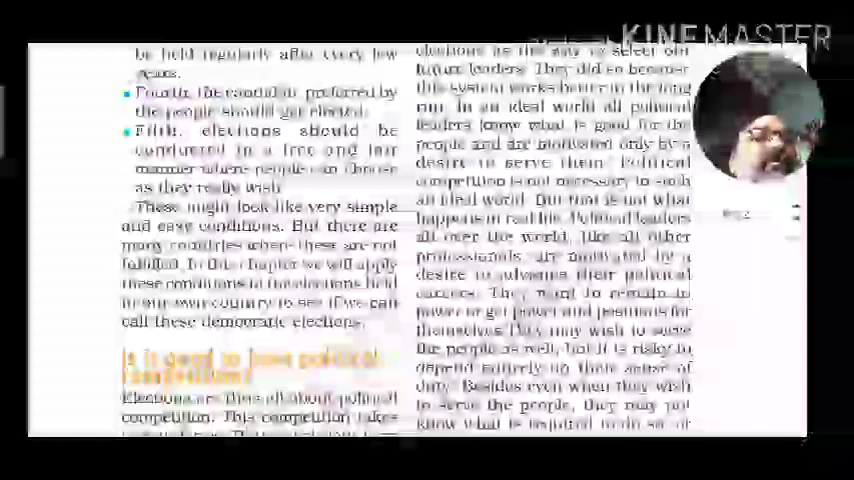 KINEMASTER
be held regularly after every few
years.
Fourth, the candidate preferred by
the people should get elected.
Fifth, elections should be
conducted in a free and fair
manner where people can choose
as they really wish.
These might look like very simple
and easy conditions. But there are
many countries where these are not
fulfilled. In this chapter we will apply
these conditions to the elections held
in our own country to see if we can
call these democratic elections.
Is it good to have political
competition?
Elections are thus all about political
competition. This competition takes
elections as the way to select our
future leaders. They did so because
this system works better in the long
run. In an ideal world all political
leaders know what is good for the
people and are motivated only by a
desire to serve them. Political
competition is not necessary in such
an ideal world. But that is not what
happens in real life. Political leaders
all over the world, like all other
professionals, are motivated by a
desire to advance their political
careers. They want to remain in
power or get power and positions for
themselves. They may wish to serve
the people as well, but it is risky to
depend entirely on their sense of
duty. Besides even when they wish
to serve the people, they may not
know what is required to do so, or